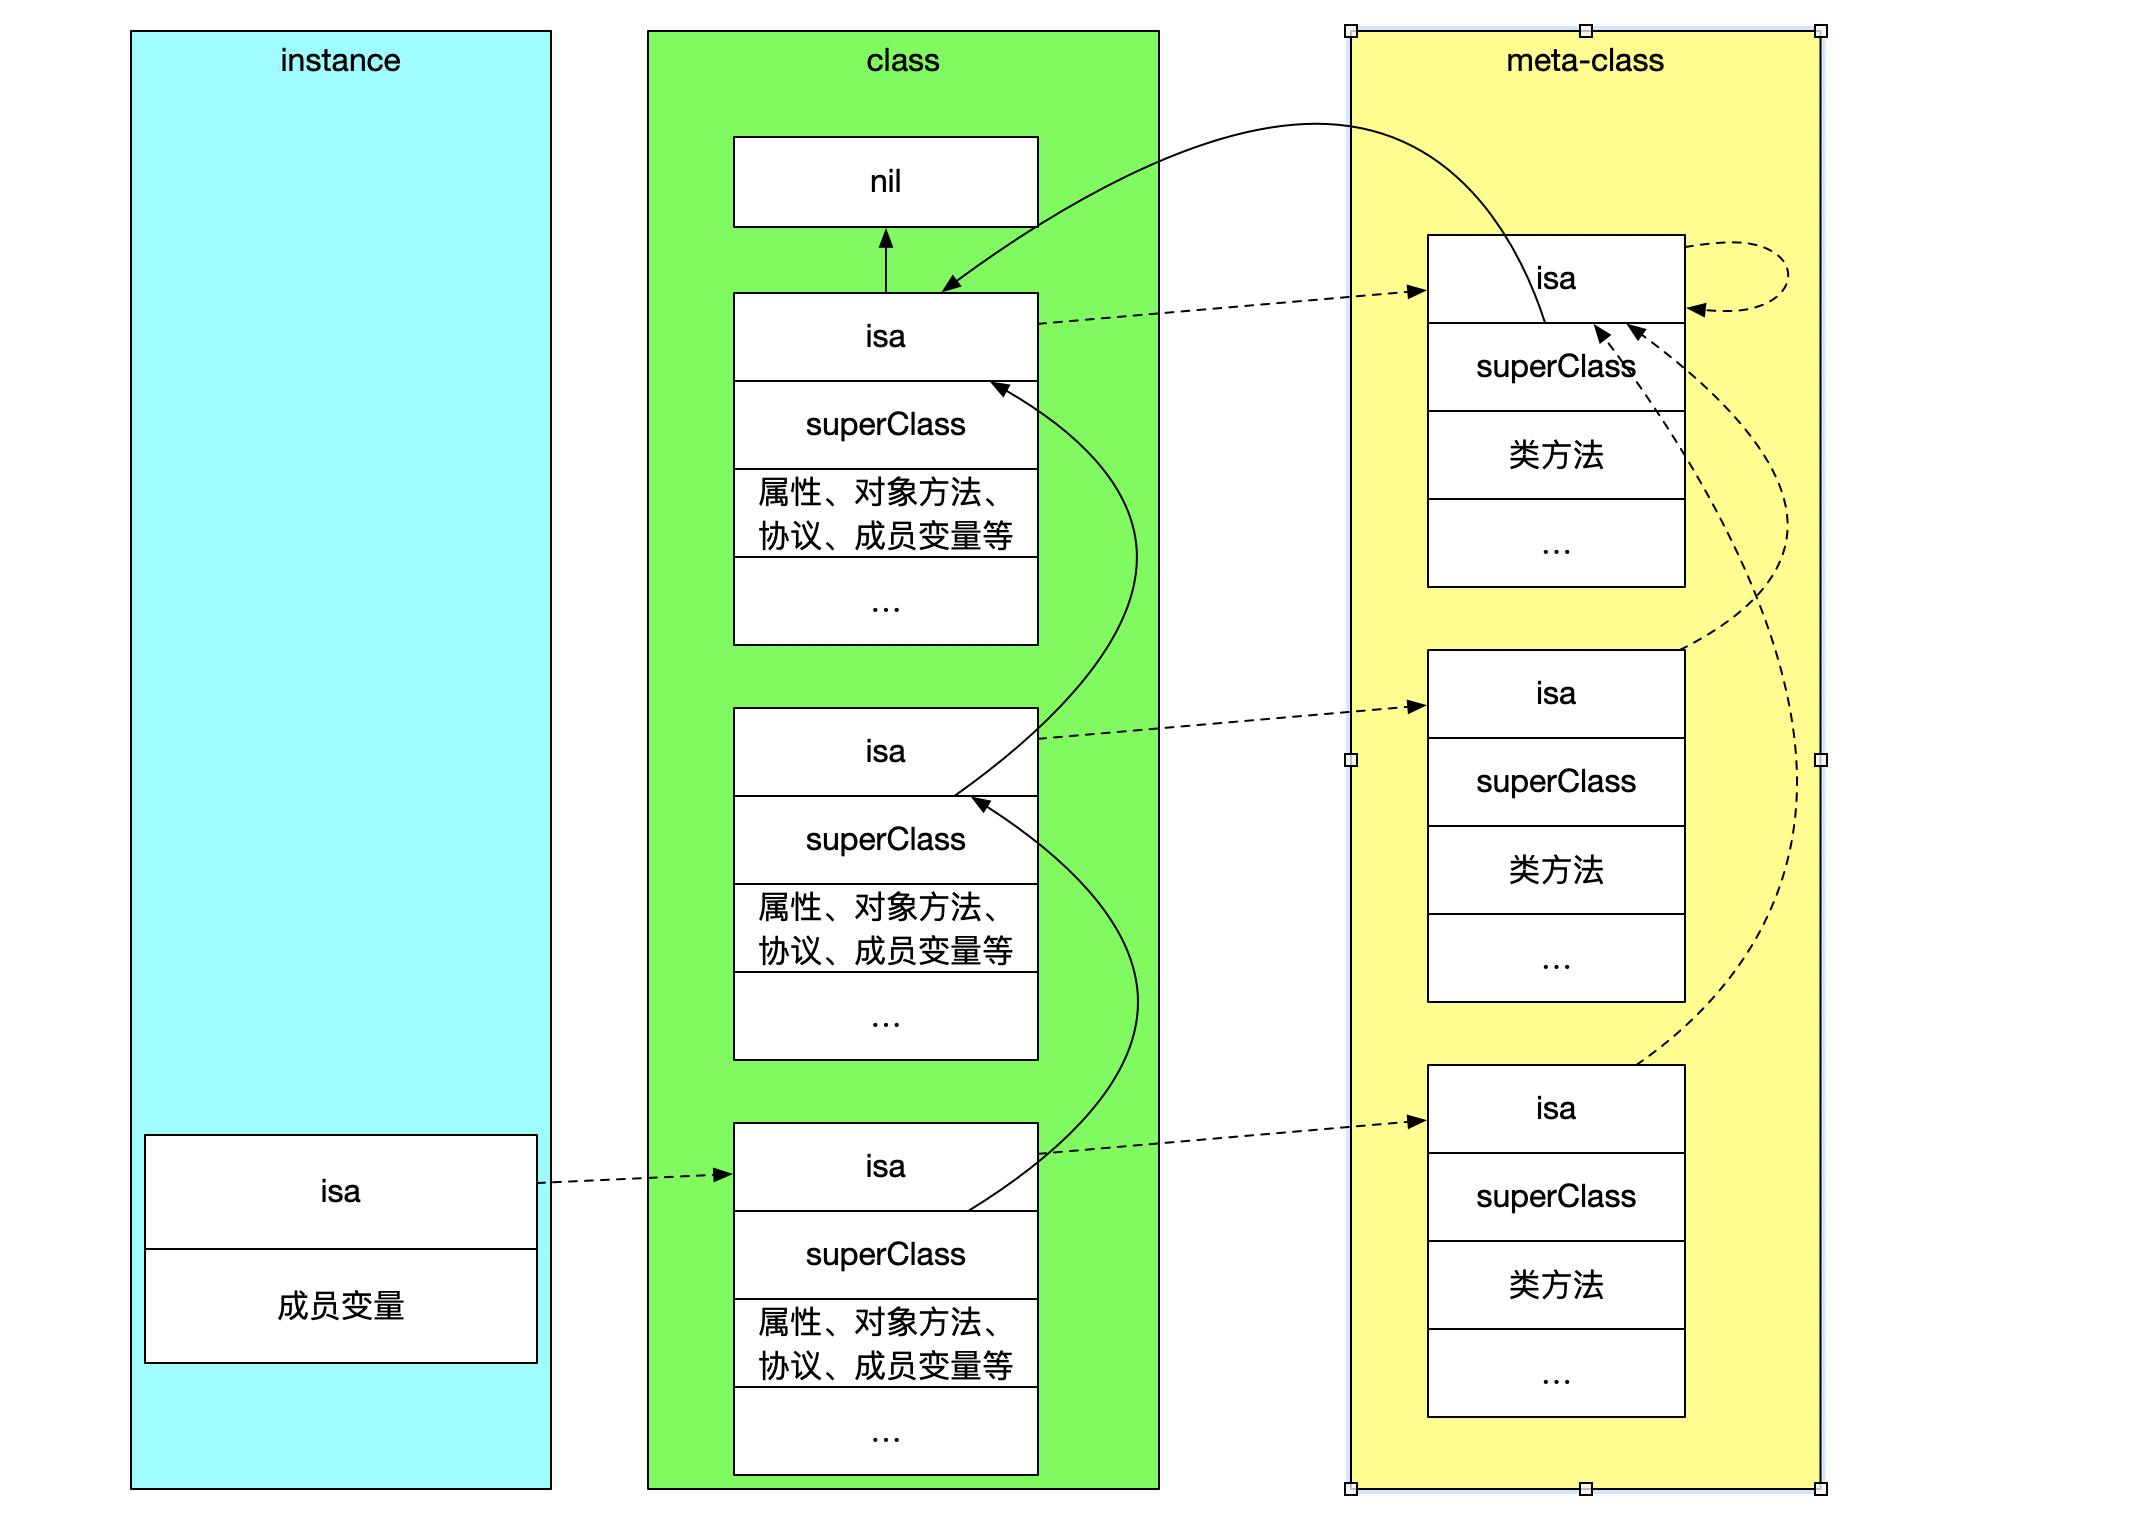 instance
isa
成员变量
class
nil
isa
superClass
属性、对象方法、
协议、成员变量等
...
isa
superClass
属性、对象方法、
协议、成员变量等
...
isa
superClass
属性、对象方法、
协议、成员变量等
...
meta-class
isa
superClass
类方法
...
isa
superClass
类方法
...
isa
superClass
类方法
...